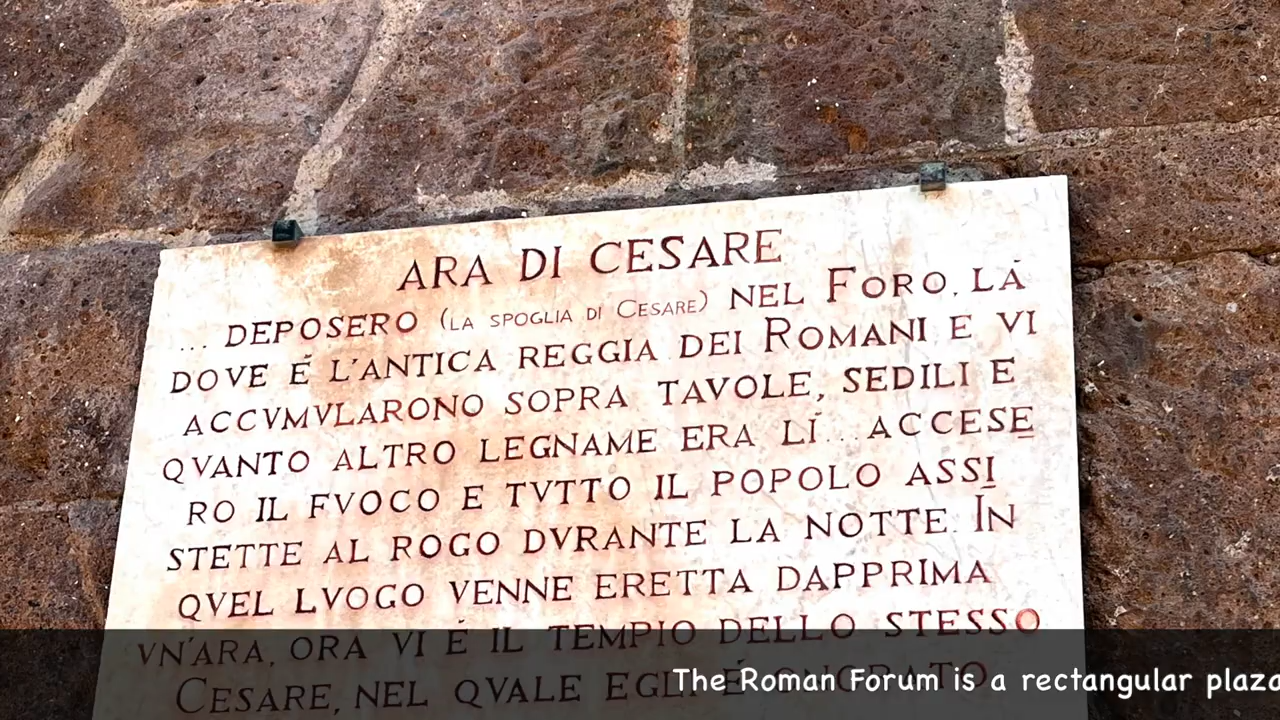 ARA DI CESARE
... DEPOSERO (LA SPOGLIA DI CESARE) NEL FORO, LÀ
DOVE É L'ANTICA REGGIA DEI ROMANI E VI
ACCVMVLARONO SOPRA TAVOLE, SEDILI E
QVANTO ALTRO LEGNAME ERA LÍ... ACCESE
RO IL FVOCO E TVTTO IL POPOLO ASSI
STETTE AL ROGO DVRANTE LA NOTTE. IN
QVEL LVOGO VENNE ERETTA DAPPRIMA
VN'ARA, ORA VI É IL TEMPIO DELLO STESSO
CESARE, NEL QVALE EGLI É ONORATO
The Roman Forum is a rectangular plaza